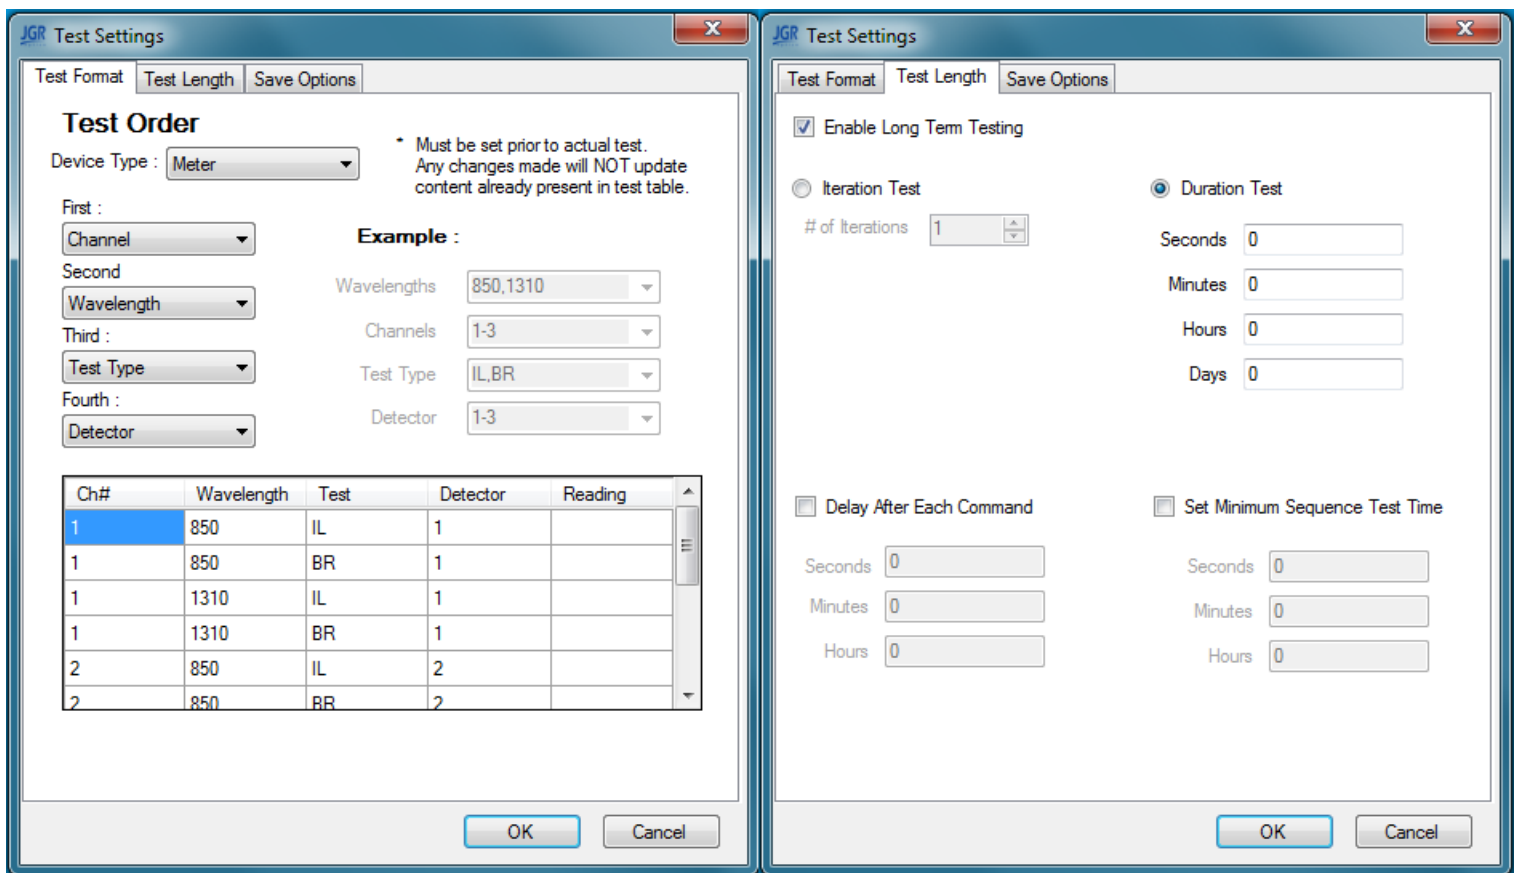 JGR Test Settings
Test Format Test Length Save Options
Test Order
* Must be set prior to actual test.
Any changes made will NOT update
content already present in test table.
Device Type : Meter
First :
Channel
Second
Wavelength
Third :
Test Type
Fourth :
Detector
Example :
Wavelengths 850,1310
Channels 1-3
Test Type IL,BR
Detector 1-3
Ch# Wavelength Test Detector Reading
1 850 IL 1
1 850 BR 1
1 1310 IL 1
1 1310 BR 1
2 850 IL 2
2 850 BR 2
OK Cancel
JGR Test Settings
Test Format Test Length Save Options
Enable Long Term Testing
Iteration Test
# of Iterations 1
Duration Test
Seconds 0
Minutes 0
Hours 0
Days 0
Delay After Each Command
Seconds 0
Minutes 0
Hours 0
Set Minimum Sequence Test Time
Seconds 0
Minutes 0
Hours 0
OK Cancel